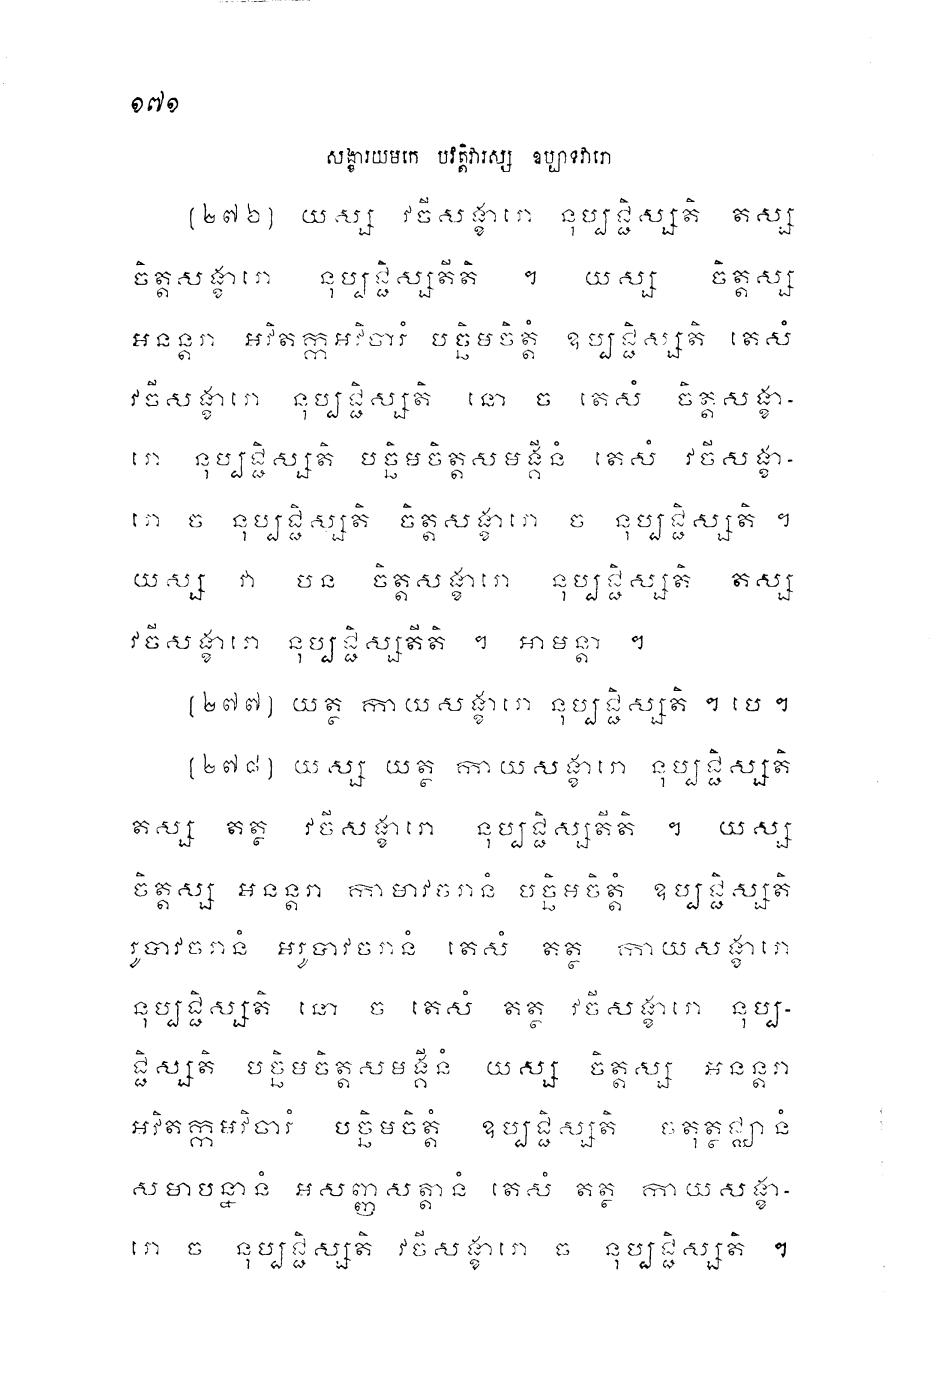 ១៧១
សង្ខារយមកេ បវត្តិវារស្ស ឧប្បាទវារោ
(២៧៦) យស្ស វចីសង្ខារោ នុប្បជ្ជិស្សតិ តស្ស
ចិត្តសង្ខារោ នុប្បជ្ជិស្សតីតិ ។ យស្ស ចិត្តស្ស
អនន្តរា អវិតក្កអវិចារំ បច្ឆិមចិត្តំ ឧប្បជ្ជិស្សតិ តេសំ
វចីសង្ខារោ នុប្បជ្ជិស្សតិ នោ ច តេសំ ចិត្តសង្ខា-
រោ នុប្បជ្ជិស្សតិ បច្ឆិមចិត្តសមង្គីនំ តេសំ វចីសង្ខា-
រោ ច នុប្បជ្ជិស្សតិ ចិត្តសង្ខារោ ច នុប្បជ្ជិស្សតិ ។
យស្ស វា បន ចិត្តសង្ខារោ នុប្បជ្ជិស្សតិ តស្ស
វចីសង្ខារោ នុប្បជ្ជិស្សតីតិ ។ អាមន្តា ។
(២៧៧) យត្ថ កាយសង្ខារោ នុប្បជ្ជិស្សតិ ។ បេ ។
(២៧៨) យស្ស យត្ថ កាយសង្ខារោ នុប្បជ្ជិស្សតិ
តស្ស តត្ថ វចីសង្ខារោ នុប្បជ្ជិស្សតីតិ ។ យស្ស
ចិត្តស្ស អនន្តរា កាមាវចរានំ បច្ឆិមចិត្តំ ឧប្បជ្ជិស្សតិ
រូបាវចរានំ អរូបាវចរានំ តេសំ តត្ថ កាយសង្ខារោ
នុប្បជ្ជិស្សតិ នោ ច តេសំ តត្ថ វចីសង្ខារោ នុប្ប-
ជ្ជិស្សតិ បច្ឆិមចិត្តសមង្គីនំ យស្ស ចិត្តស្ស អនន្តរា
អវិតក្កអវិចារំ បច្ឆិមចិត្តំ ឧប្បជ្ជិស្សតិ ចតុត្ថជ្ឈានំ
សមាបន្នានំ អសញ្ញសត្តានំ តេសំ តត្ថ កាយសង្ខា-
រោ ច នុប្បជ្ជិស្សតិ វចីសង្ខារោ ច នុប្បជ្ជិស្សតិ ។